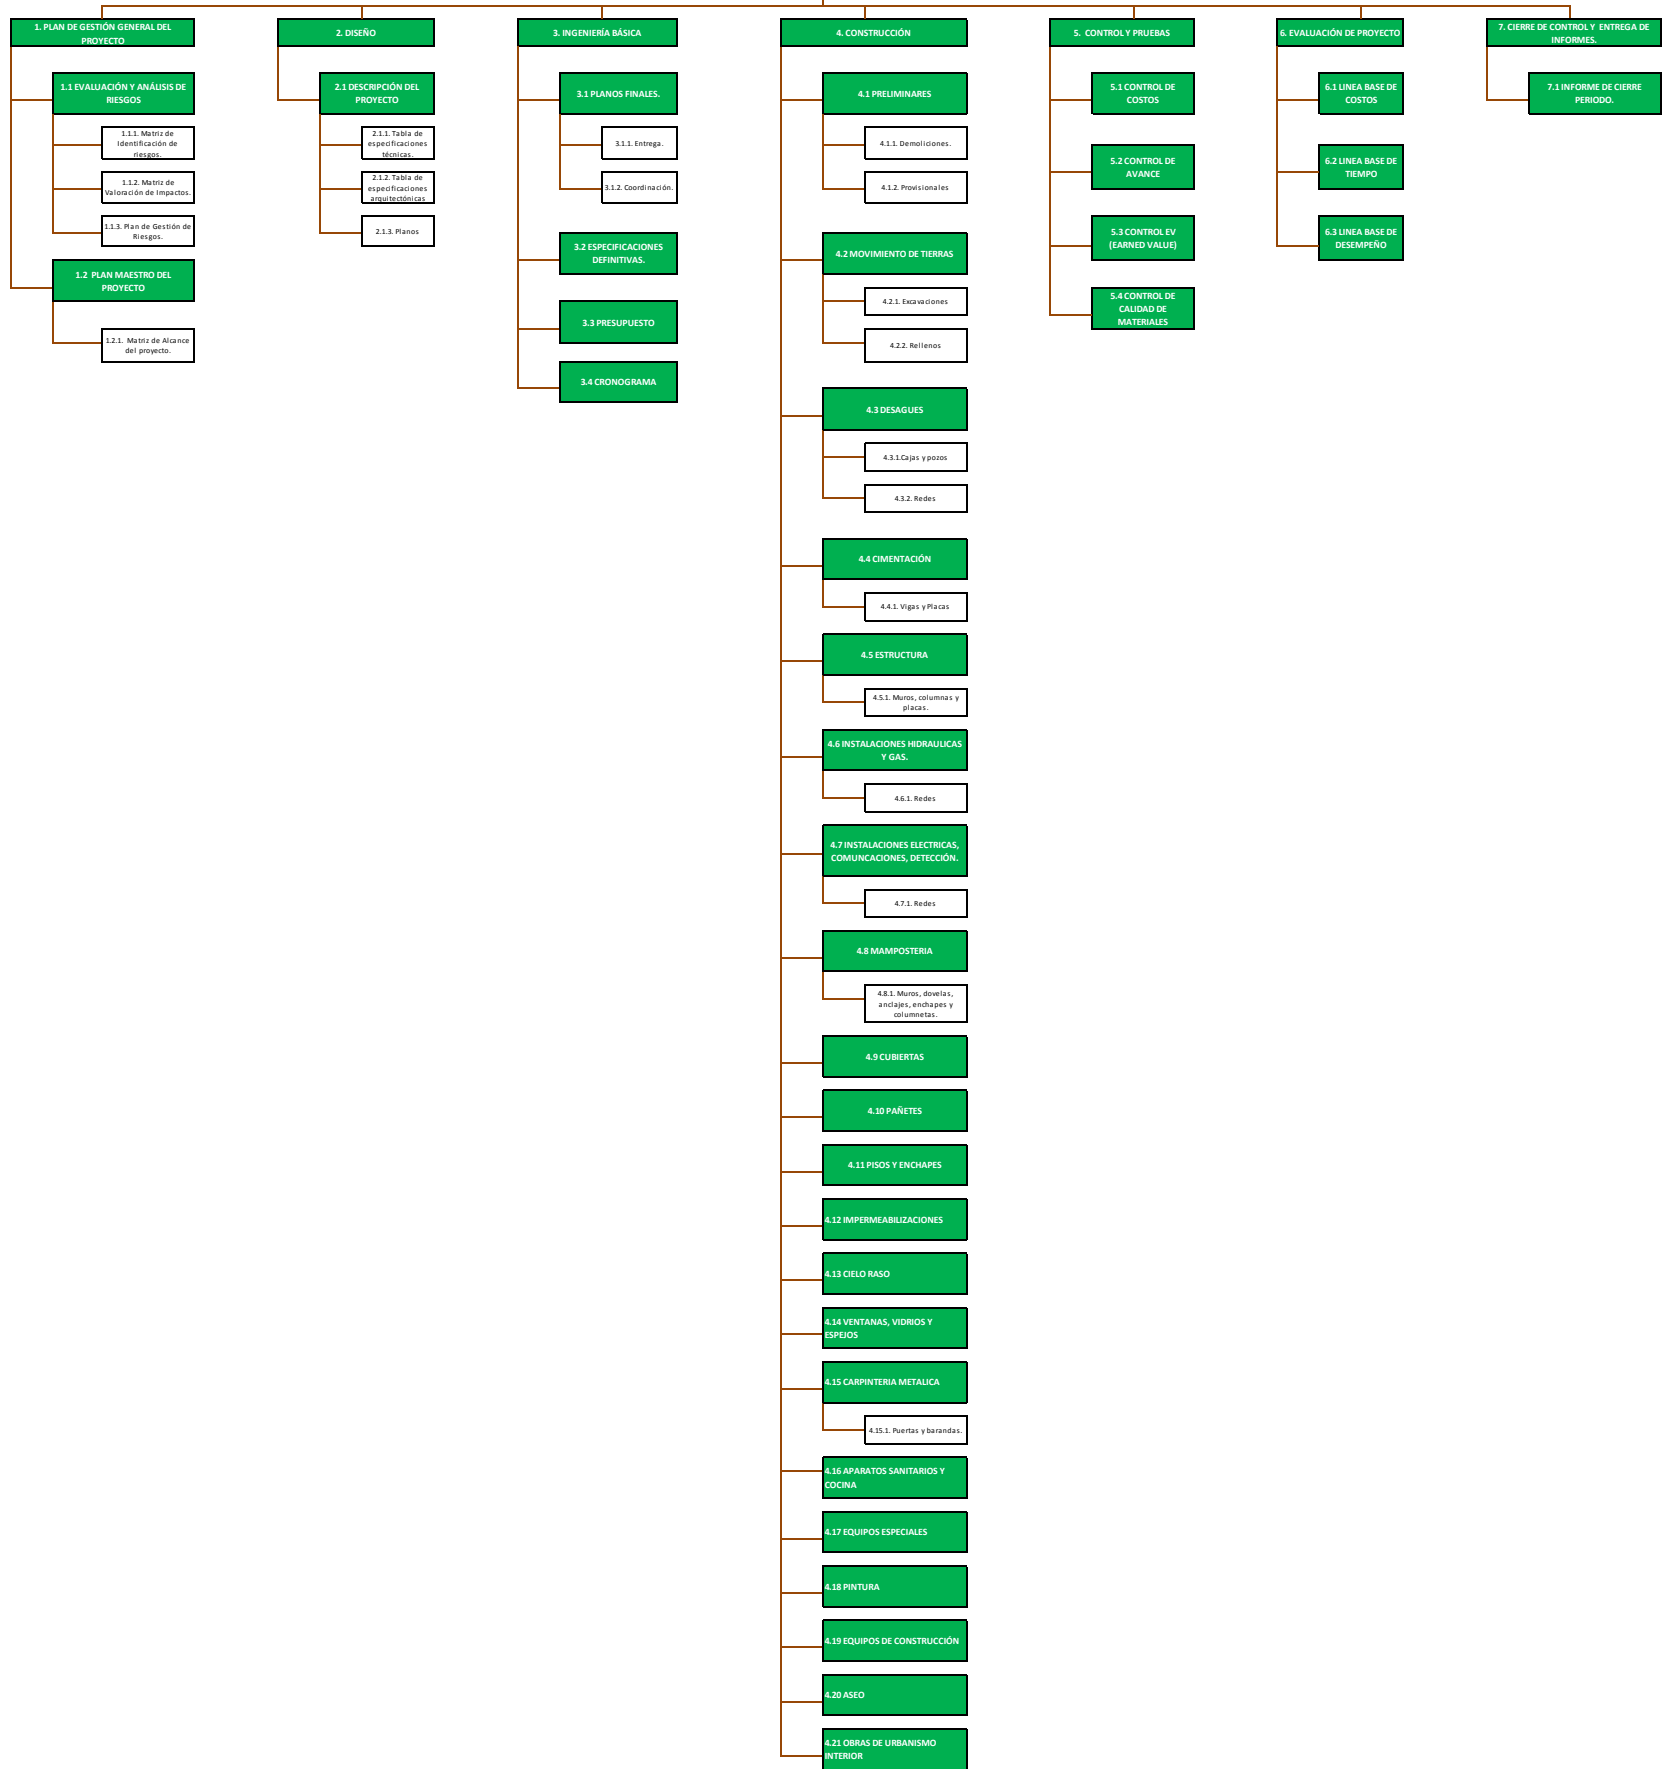 1. PLAN DE GESTIÓN GENERAL DEL
PROYECTO
1.1 EVALUACIÓN Y ANÁLISIS DE
RIESGOS
1.1.1. Matriz de
Identificación de
riesgos.
1.1.2. Matriz de
Valoración de Impactos.
1.1.3. Plan de Gestión de
Riesgos.
1.2 PLAN MAESTRO DEL
PROYECTO
1.2.1. Matriz de Alcance
del proyecto.
2. DISEÑO
2.1 DESCRIPCIÓN DEL
PROYECTO
2.1.1. Tabla de
especificaciones
técnicas.
2.1.2. Tabla de
especificaciones
arquitectónicas
2.1.3. Planos
3. INGENIERÍA BÁSICA
3.1 PLANOS FINALES.
3.1.1. Entrega.
3.1.2. Coordinación.
3.2 ESPECIFICACIONES
DEFINITIVAS.
3.3 PRESUPUESTO
3.4 CRONOGRAMA
4. CONSTRUCCIÓN
4.1 PRELIMINARES
4.1.1. Demoliciones.
4.1.2. Provisionales
4.2 MOVIMIENTO DE TIERRAS
4.2.1. Excavaciones
4.2.2. Rellenos
4.3 DESAGUES
4.3.1.Cajas y pozos
4.3.2. Redes
4.4 CIMENTACIÓN
4.4.1. Vigas y Placas
4.5 ESTRUCTURA
4.5.1. Muros, columnas y
placas.
4.6 INSTALACIONES HIDRAULICAS
Y GAS.
4.6.1. Redes
4.7 INSTALACIONES ELECTRICAS,
COMUNCACIONES, DETECCIÓN.
4.7.1. Redes
4.8 MAMPOSTERIA
4.8.1. Muros, dovelas,
anclajes, enchapes y
columnetas.
4.9 CUBIERTAS
4.10 PAÑETES
4.11 PISOS Y ENCHAPES
4.12 IMPERMEABILIZACIONES
4.13 CIELO RASO
4.14 VENTANAS, VIDRIOS Y
ESPEJOS
4.15 CARPINTERIA METALICA
4.15.1. Puertas y barandas.
4.16 APARATOS SANITARIOS Y
COCINA
4.17 EQUIPOS ESPECIALES
4.18 PINTURA
4.19 EQUIPOS DE CONSTRUCCIÓN
4.20 ASEO
4.21 OBRAS DE URBANISMO
INTERIOR
5. CONTROL Y PRUEBAS
5.1 CONTROL DE
COSTOS
5.2 CONTROL DE
AVANCE
5.3 CONTROL EV
(EARNED VALUE)
5.4 CONTROL DE
CALIDAD DE
MATERIALES
6. EVALUACIÓN DE PROYECTO
6.1 LINEA BASE DE
COSTOS
6.2 LINEA BASE DE
TIEMPO
6.3 LINEA BASE DE
DESEMPEÑO
7. CIERRE DE CONTROL Y ENTREGA DE
INFORMES.
7.1 INFORME DE CIERRE
PERIODO.